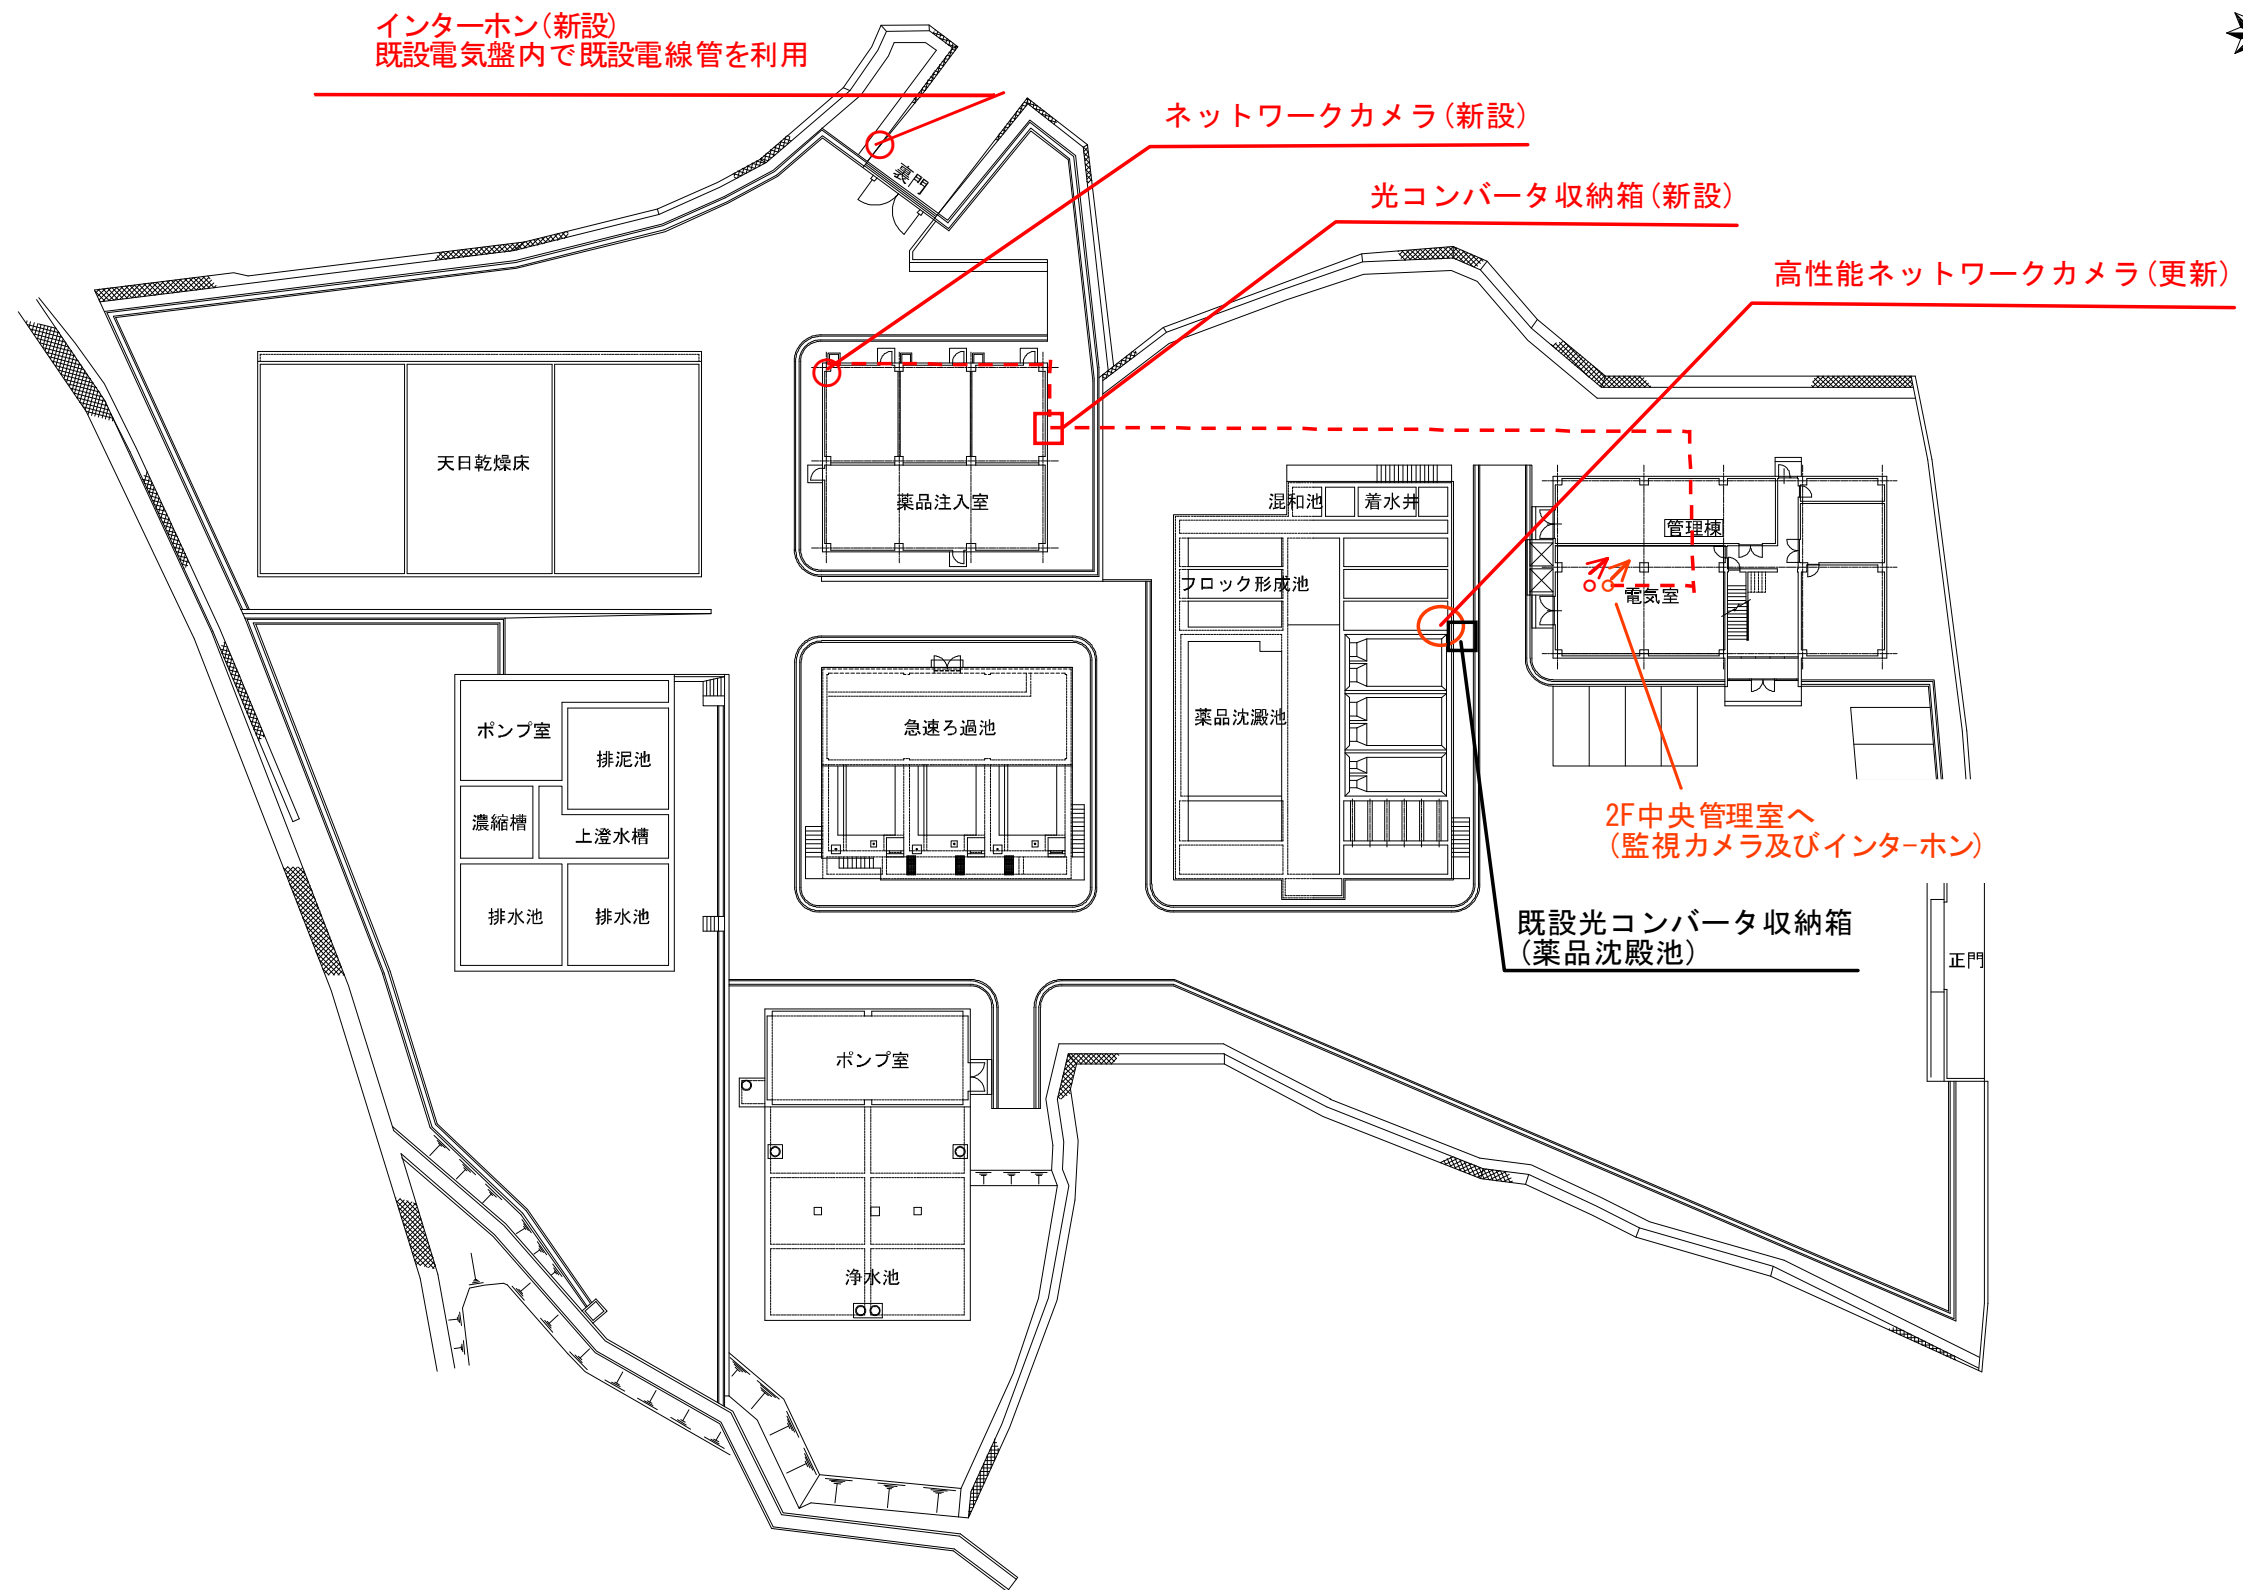 インターホン(新設)
既設電気盤内で既設電線管を利用
ネットワークカメラ(新設)
光コンバータ収納箱(新設)
高性能ネットワークカメラ(更新)
裏門
天日乾燥床
薬品注入室
混和池
着水井
管理棟
フロック形成池
電気室
ポンプ室
排泥池
急速ろ過池
薬品沈澱池
濃縮槽
上澄水槽
2F中央管理室へ
(監視カメラ及びインターホン)
排水池
排水池
既設光コンバータ収納箱
(薬品沈殿池)
正門
ポンプ室
浄水池